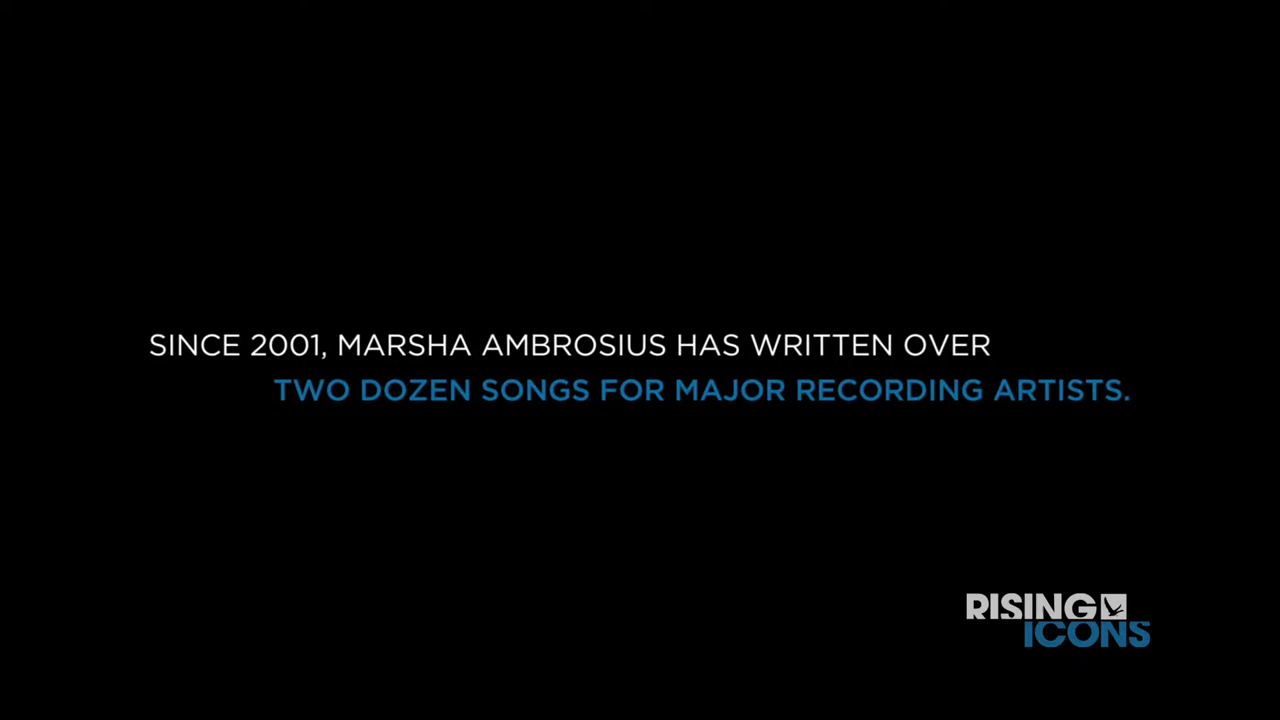 SINCE 2001, MARSHA AMBROSIUS HAS WRITTEN OVER
TWO DOZEN SONGS FOR MAJOR RECORDING ARTISTS.
RISING
ICONS